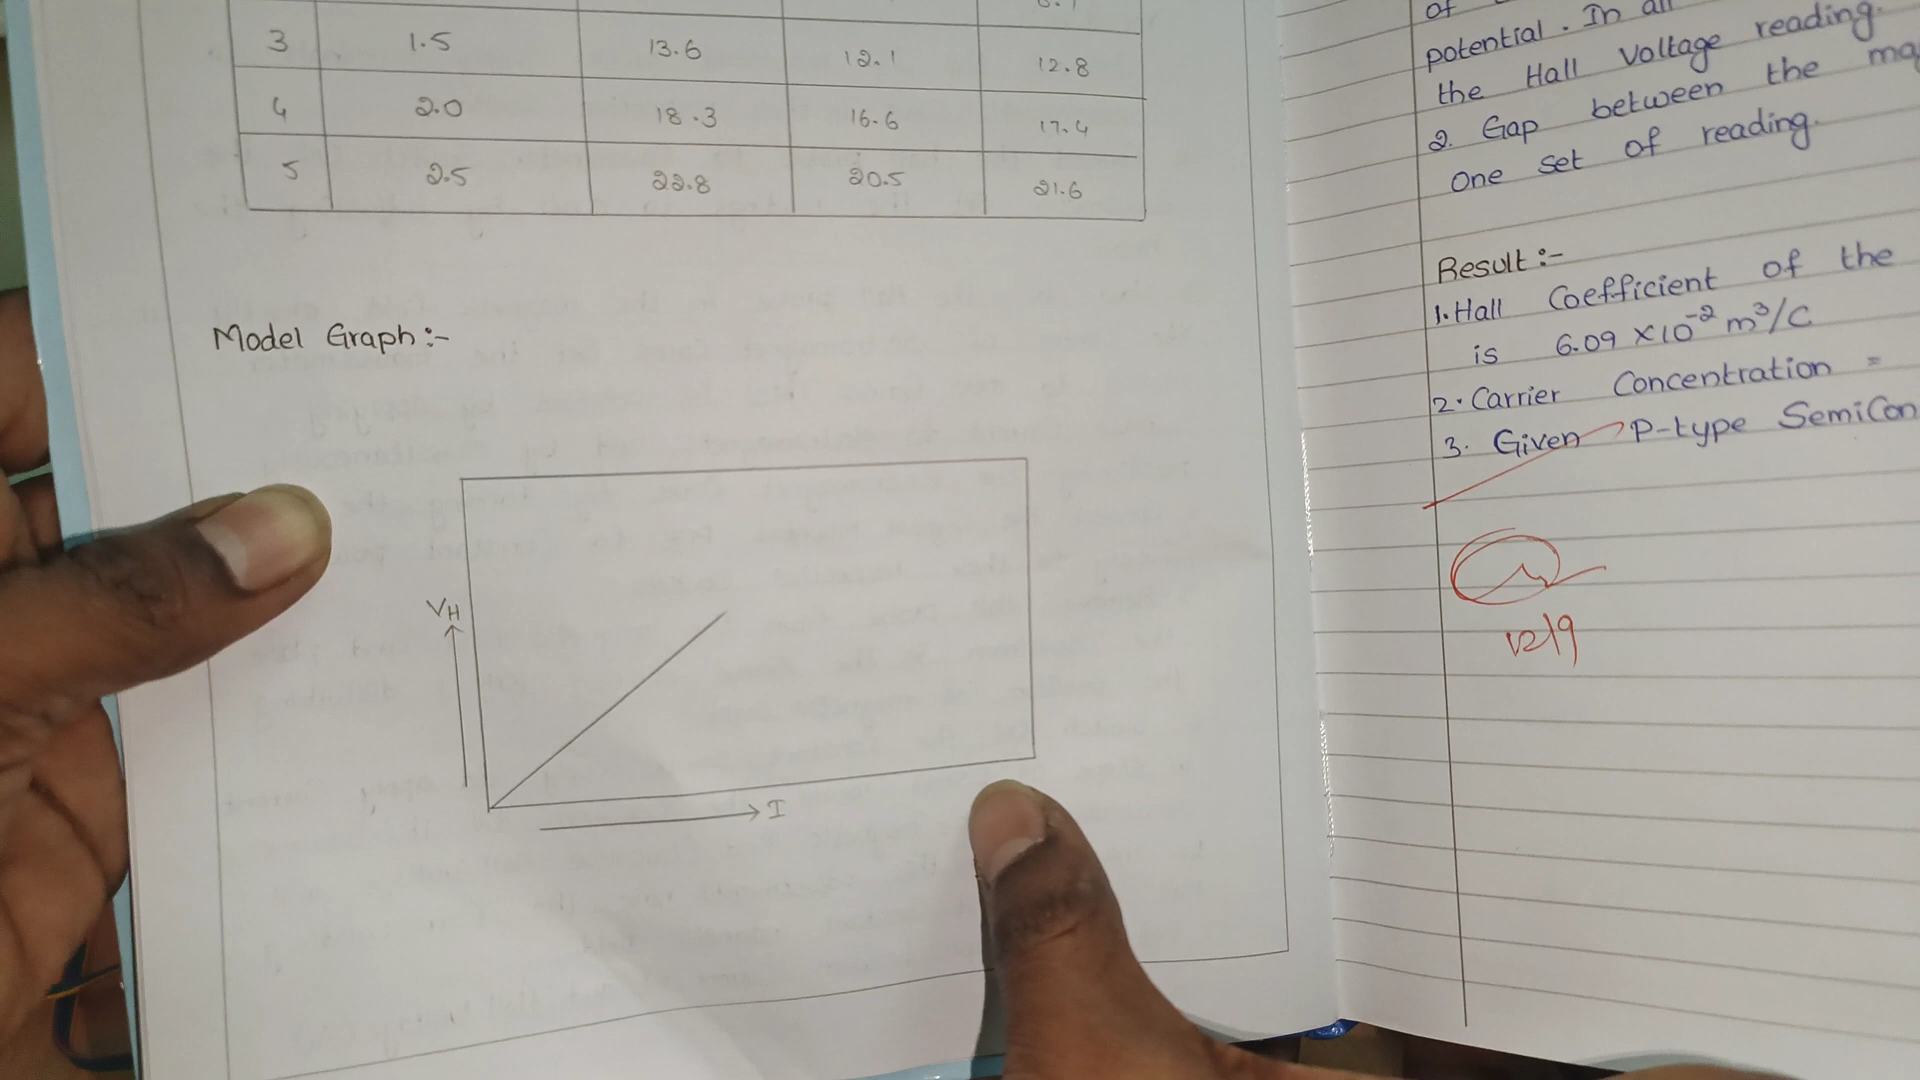 3 1.5 13.6 12.1 12.8
4 2.0 18.3 16.6 17.4
5 2.5 22.8 20.5 21.6
Model Graph:-
VH
I
of
potential. In all
the Hall Voltage reading.
2. Gap between the
One set of reading.
Result:-
1. Hall Coefficient of the
is 6.09 ×10⁻² m³/C
2. Carrier Concentration =
3. Given P-type SemiCon
12/9